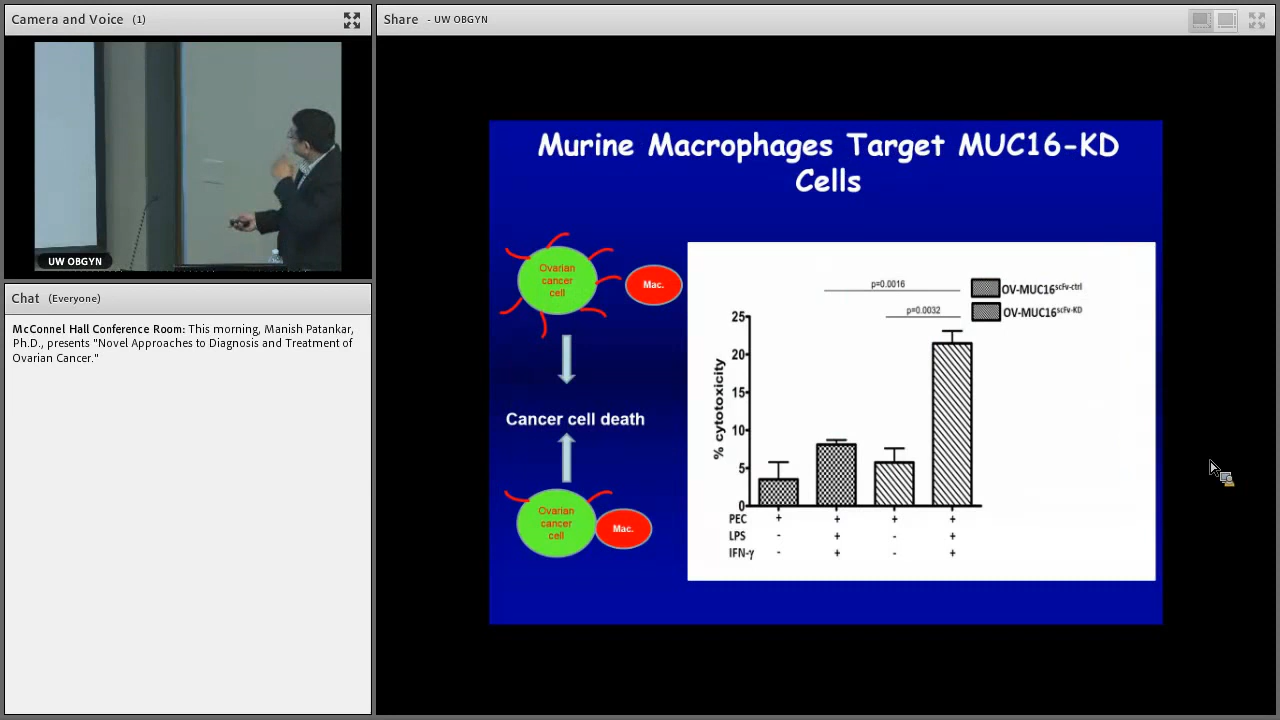 Camera and Voice (1)
UW OBGYN
Chat (Everyone)
McConnel Hall Conference Room: This morning, Manish Patankar,
Ph.D., presents "Novel Approaches to Diagnosis and Treatment of
Ovarian Cancer."
Share - UW OBGYN
Murine Macrophages Target MUC16-KD
Cells
Ovarian
cancer
cell
Mac.
Cancer cell death
Ovarian
cancer
cell
Mac.
p=0.0016
p=0.0032
OV-MUC16scFv-ctrl
OV-MUC16scFv-KD
% cytotoxicity
25
20
15
10
5
0
PEC + + + +
LPS - + - +
IFN-γ - + - +